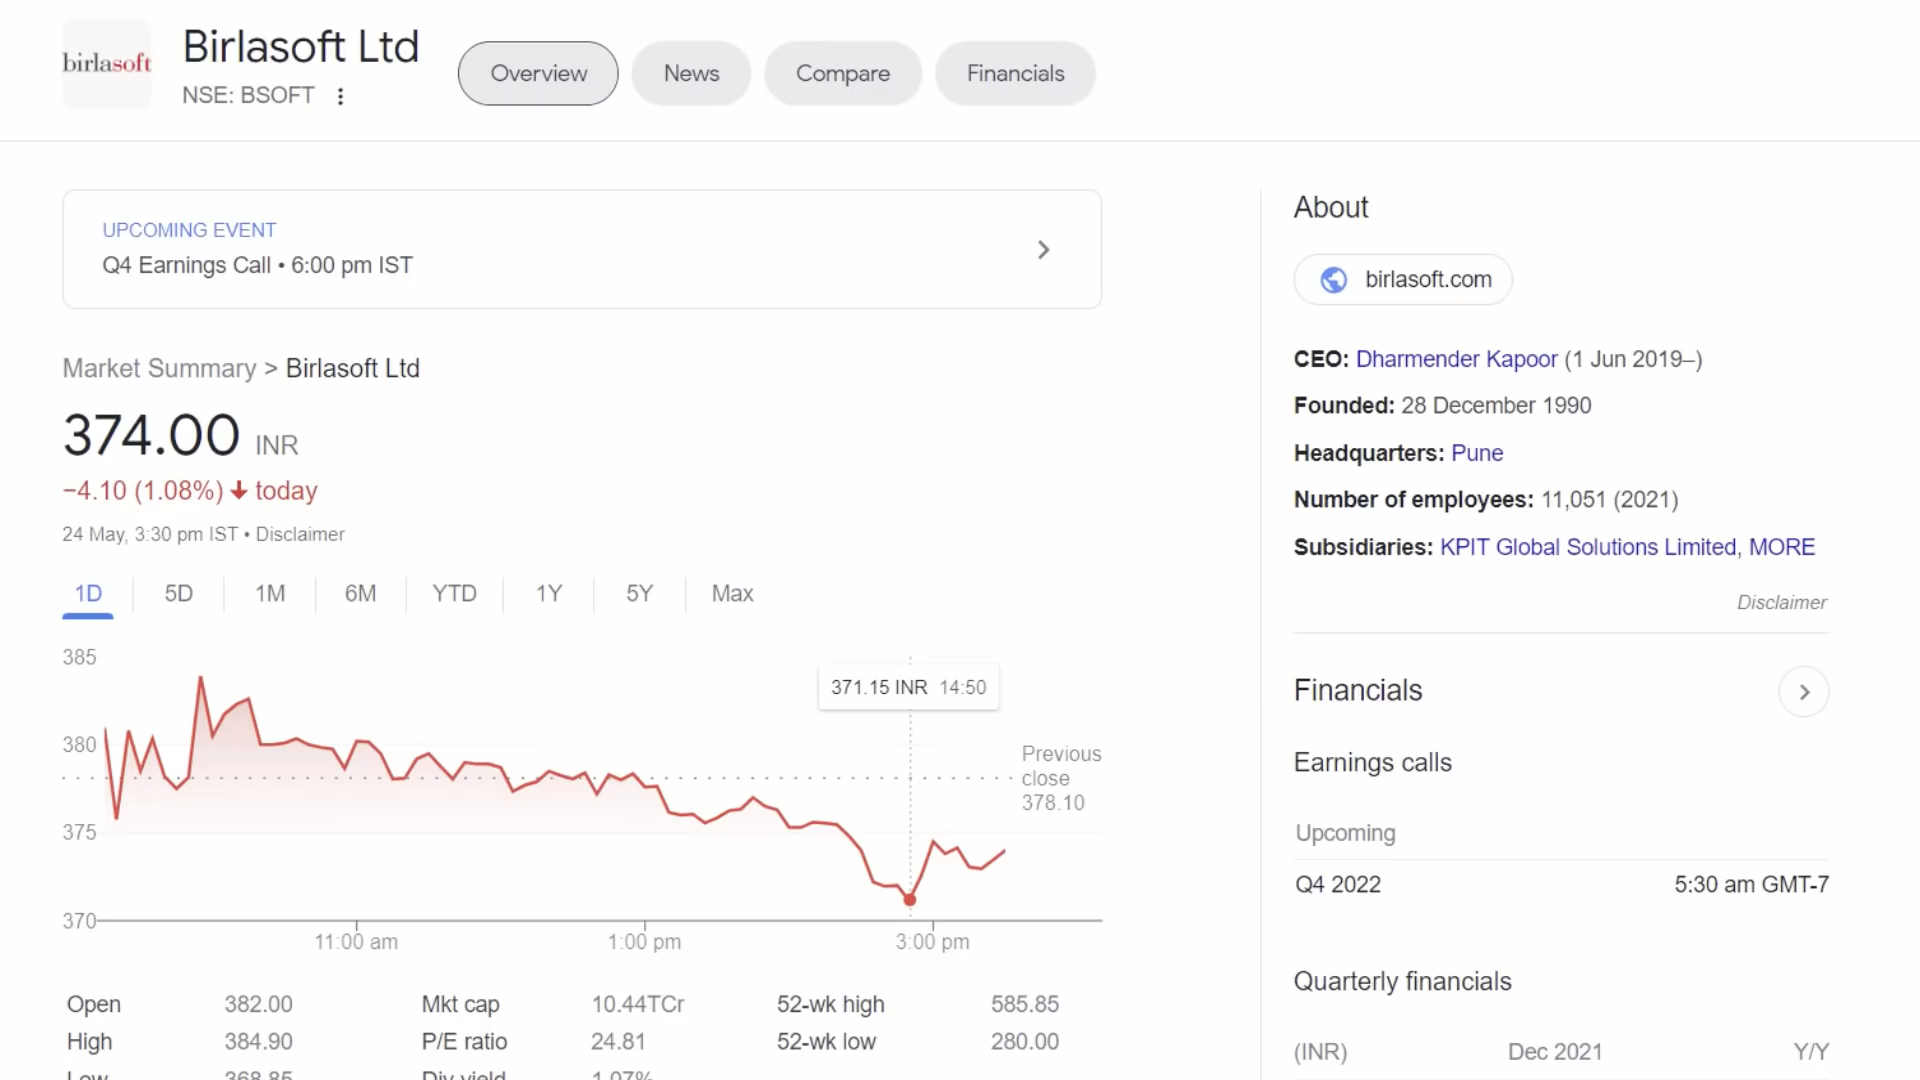 birlasoft
Birlasoft Ltd
NSE: BSOFT
Overview
News
Compare
Financials
UPCOMING EVENT
Q4 Earnings Call • 6:00 pm IST
Market Summary > Birlasoft Ltd
374.00 INR
−4.10 (1.08%) today
24 May, 3:30 pm IST • Disclaimer
1D 5D 1M 6M YTD 1Y 5Y Max
385
380
375
370
371.15 INR 14:50
Previous
close
378.10
11:00 am 1:00 pm 3:00 pm
Open 382.00 Mkt cap 10.44TCr 52-wk high 585.85
High 384.90 P/E ratio 24.81 52-wk low 280.00
Low 368.85 Div yield 1.07%
About
birlasoft.com
CEO: Dharmender Kapoor (1 Jun 2019–)
Founded: 28 December 1990
Headquarters: Pune
Number of employees: 11,051 (2021)
Subsidiaries: KPIT Global Solutions Limited, MORE
Disclaimer
Financials
Earnings calls
Upcoming
Q4 2022 5:30 am GMT-7
Quarterly financials
(INR) Dec 2021 Y/Y